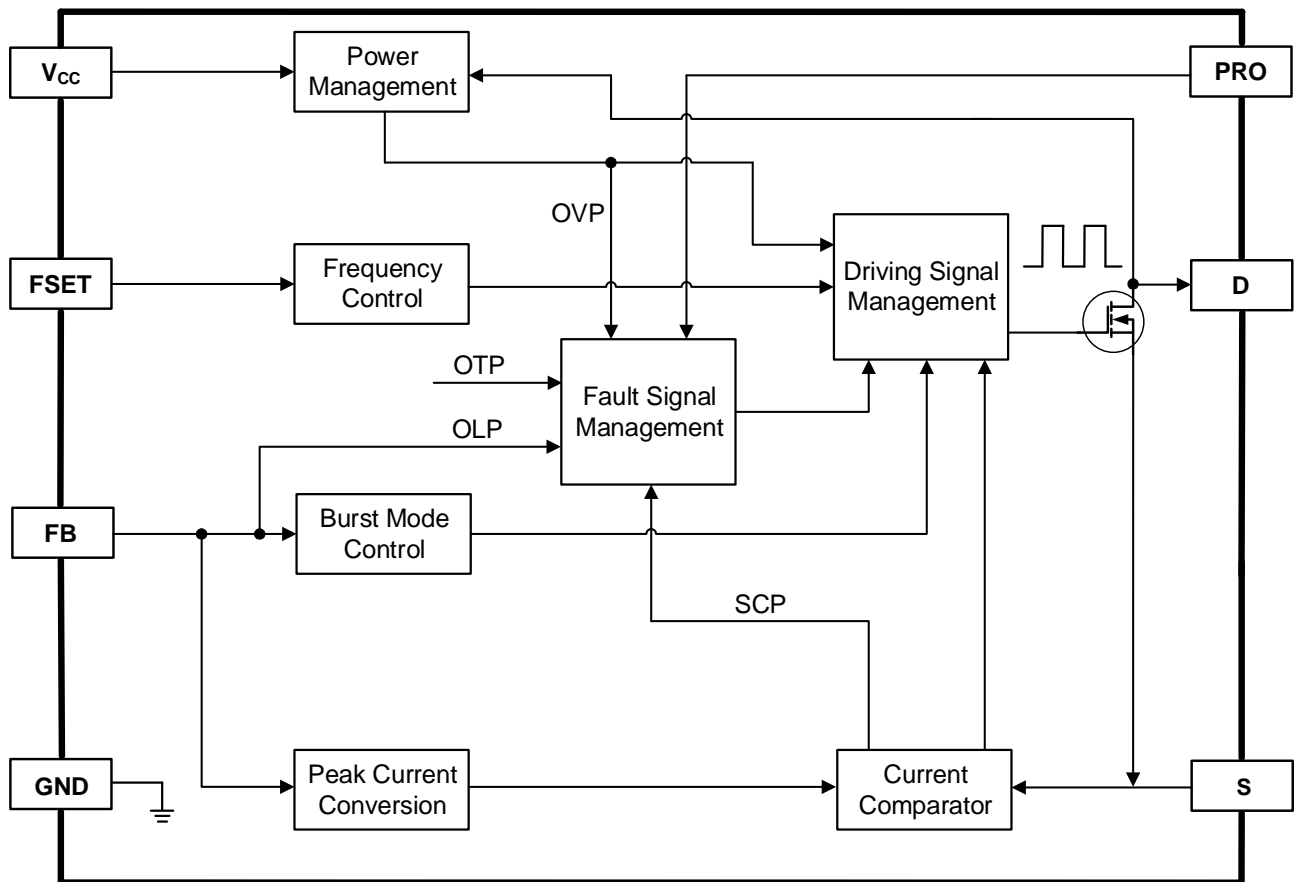 VCC
Power
Management
PRO
OVP
FSET
Frequency
Control
Driving Signal
Management
D
OTP
Fault Signal
Management
OLP
FB
Burst Mode
Control
SCP
GND
Peak Current
Conversion
Current
Comparator
S